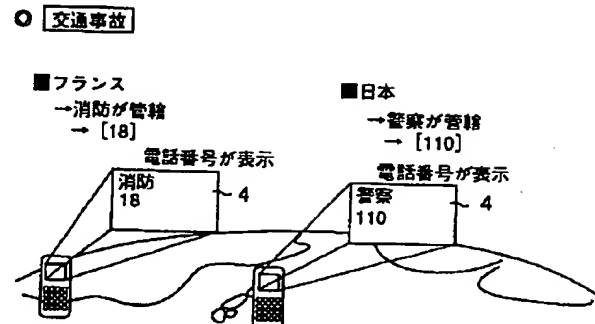 ○ 交通事故
■フランス
→消防が管轄
→ [18]
電話番号が表示
消防
18
4
■日本
→警察が管轄
→ [110]
電話番号が表示
警察
110
4